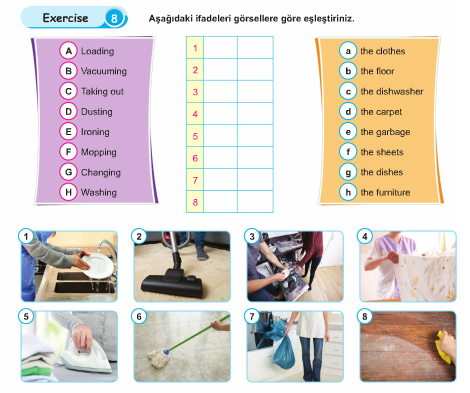 Exercise 8
Aşağıdaki ifadeleri görsellere göre eşleştiriniz.
A Loading
B Vacuuming
C Taking out
D Dusting
E Ironing
F Mopping
G Changing
H Washing
1
2
3
4
5
6
7
8
a the clothes
b the floor
c the dishwasher
d the carpet
e the garbage
f the sheets
g the dishes
h the furniture
1
2
3
4
5
6
7
8